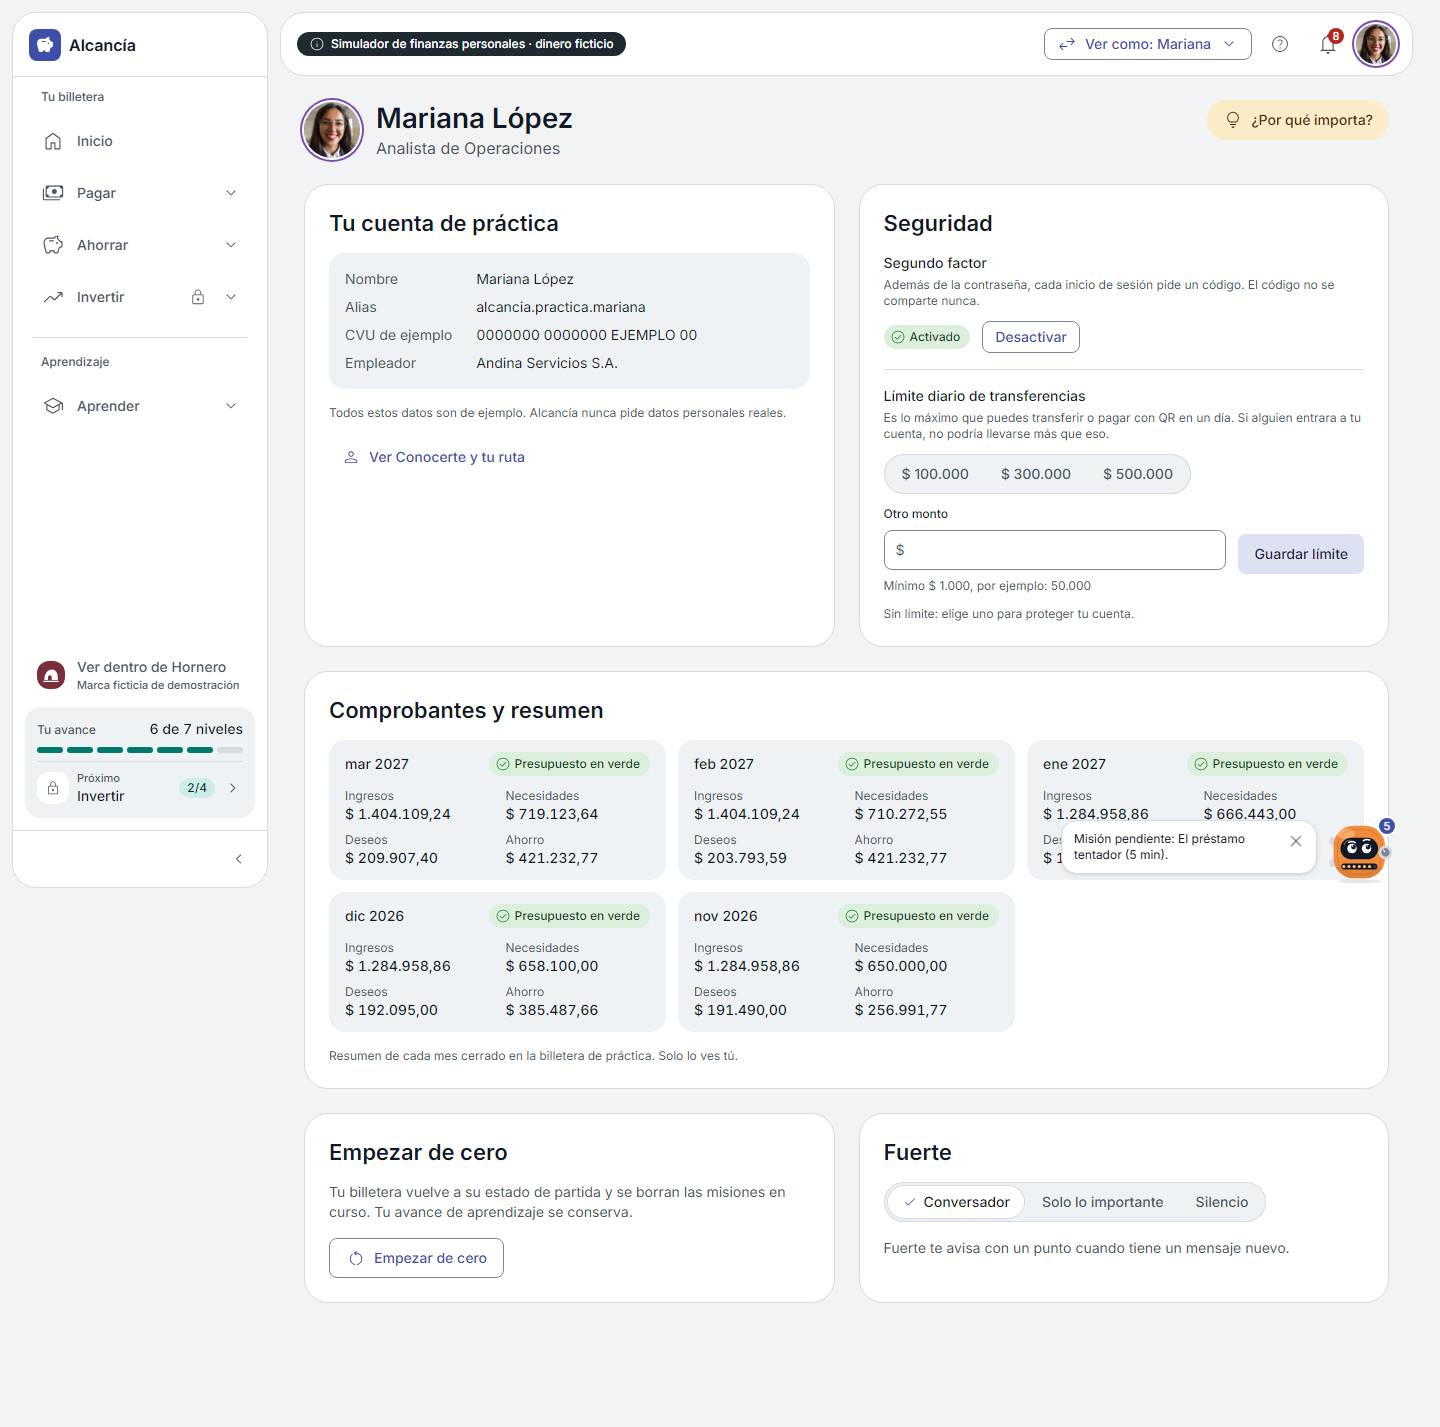 Alcancía
Simulador de finanzas personales · dinero ficticio
Ver como: Mariana
8
Tu billetera
Inicio
Pagar
Ahorrar
Invertir
Aprendizaje
Aprender
Ver dentro de Hornero
Marca ficticia de demostración
Tu avance
6 de 7 niveles
Próximo
Invertir
2/4
Mariana López
Analista de Operaciones
¿Por qué importa?
Tu cuenta de práctica
Nombre Mariana López
Alias alcancia.practica.mariana
CVU de ejemplo 0000000 0000000 EJEMPLO 00
Empleador Andina Servicios S.A.
Todos estos datos son de ejemplo. Alcancía nunca pide datos personales reales.
Ver Conocerte y tu ruta
Seguridad
Segundo factor
Además de la contraseña, cada inicio de sesión pide un código. El código no se
comparte nunca.
Activado
Desactivar
Límite diario de transferencias
Es lo máximo que puedes transferir o pagar con QR en un día. Si alguien entrara a tu
cuenta, no podría llevarse más que eso.
$ 100.000 $ 300.000 $ 500.000
Otro monto
$
Guardar límite
Mínimo $ 1.000, por ejemplo: 50.000
Sin límite: elige uno para proteger tu cuenta.
Comprobantes y resumen
mar 2027 Presupuesto en verde
Ingresos Necesidades
$ 1.404.109,24 $ 719.123,64
Deseos Ahorro
$ 209.907,40 $ 421.232,77
feb 2027 Presupuesto en verde
Ingresos Necesidades
$ 1.404.109,24 $ 710.272,55
Deseos Ahorro
$ 203.793,59 $ 421.232,77
ene 2027 Presupuesto en verde
Ingresos Necesidades
$ 1.284.958,86 $ 666.443,00
Misión pendiente: El préstamo
tentador (5 min).
5
dic 2026 Presupuesto en verde
Ingresos Necesidades
$ 1.284.958,86 $ 658.100,00
Deseos Ahorro
$ 192.095,00 $ 385.487,66
nov 2026 Presupuesto en verde
Ingresos Necesidades
$ 1.284.958,86 $ 650.000,00
Deseos Ahorro
$ 191.490,00 $ 256.991,77
Resumen de cada mes cerrado en la billetera de práctica. Solo lo ves tú.
Empezar de cero
Tu billetera vuelve a su estado de partida y se borran las misiones en
curso. Tu avance de aprendizaje se conserva.
Empezar de cero
Fuerte
Conversador Solo lo importante Silencio
Fuerte te avisa con un punto cuando tiene un mensaje nuevo.